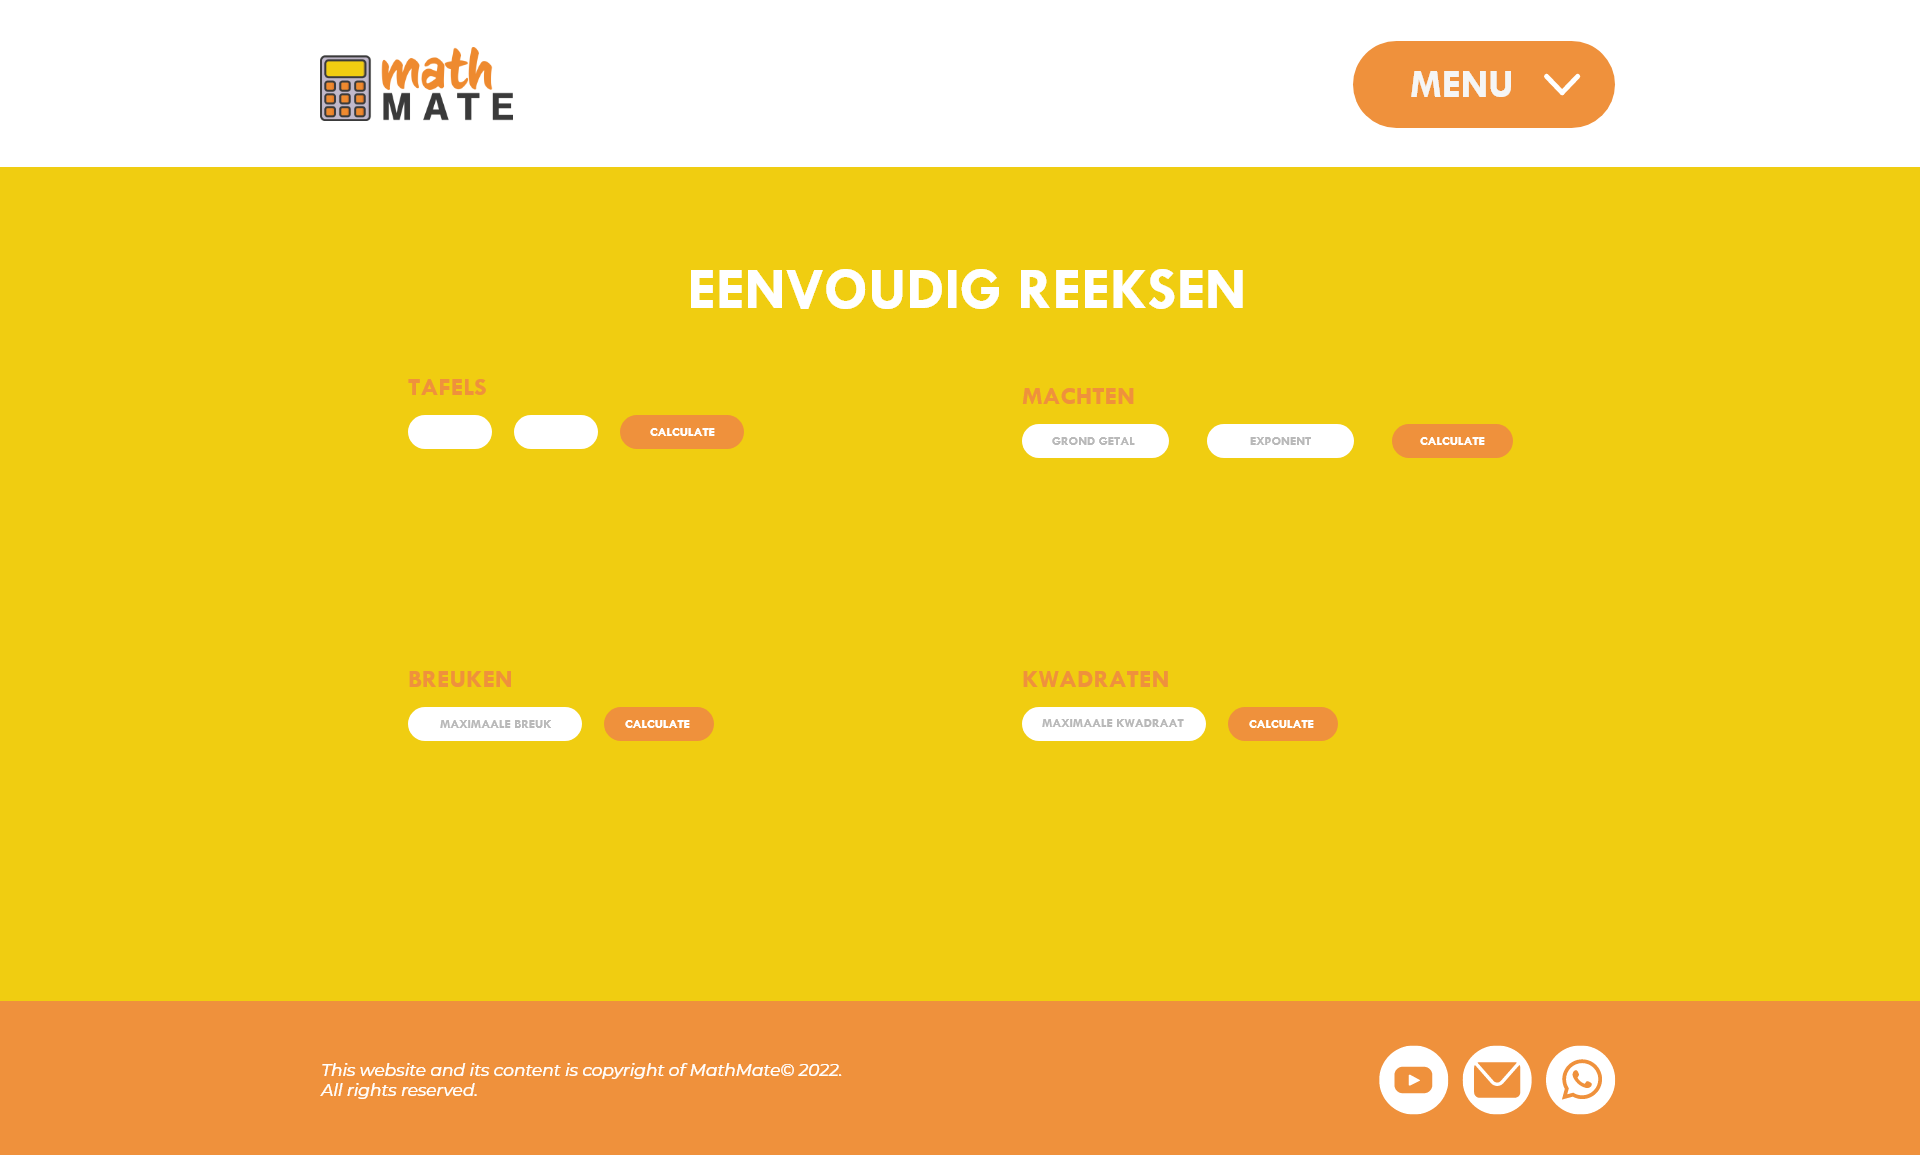 math
MATE
MENU
EENVOUDIG REEKSEN
TAFELS
CALCULATE
MACHTEN
GROND GETAL
EXPONENT
CALCULATE
BREUKEN
MAXIMAALE BREUK
CALCULATE
KWADRATEN
MAXIMAALE KWADRAAT
CALCULATE
This website and its content is copyright of MathMate© 2022.
All rights reserved.